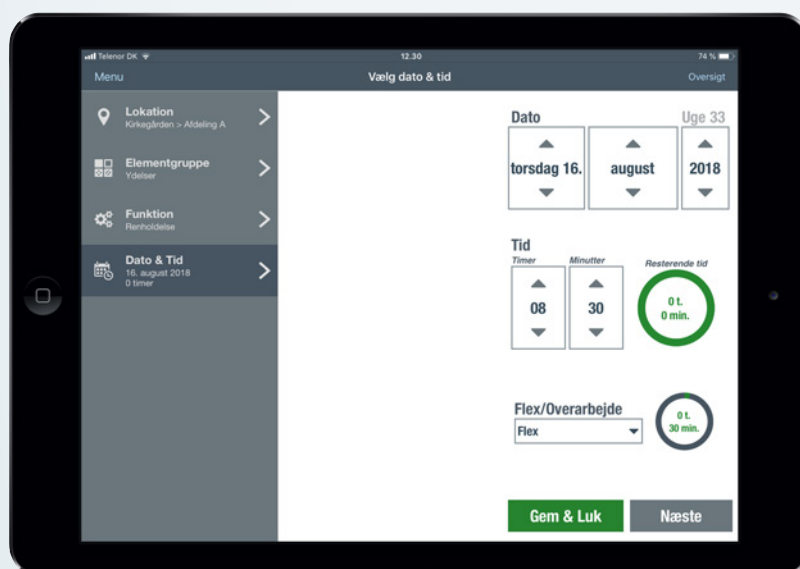 Telenor DK
12.30
74 %
Menu
Vælg dato & tid
Oversigt
Lokation
Kirkegården > Afdeling A
Elementgruppe
Ydelser
Funktion
Renholdelse
Dato & Tid
16. august 2018
0 timer
Dato
Uge 33
torsdag 16.
august
2018
Tid
Timer
Minutter
Resterende tid
08
30
0 t.
0 min.
Flex/Overarbejde
Flex
0 t.
30 min.
Gem & Luk
Næste